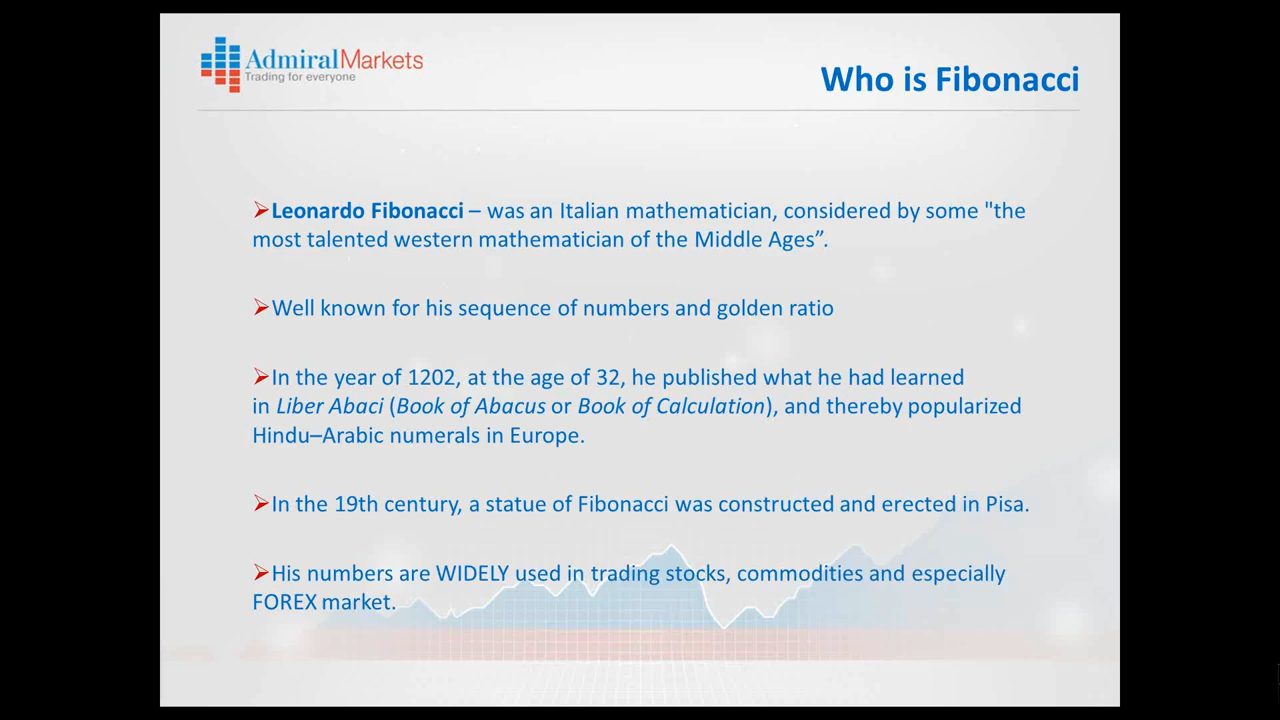 AdmiralMarkets
Trading for everyone
Who is Fibonacci
➢Leonardo Fibonacci – was an Italian mathematician, considered by some "the
most talented western mathematician of the Middle Ages”.
➢Well known for his sequence of numbers and golden ratio
➢In the year of 1202, at the age of 32, he published what he had learned
in Liber Abaci (Book of Abacus or Book of Calculation), and thereby popularized
Hindu–Arabic numerals in Europe.
➢In the 19th century, a statue of Fibonacci was constructed and erected in Pisa.
➢His numbers are WIDELY used in trading stocks, commodities and especially
FOREX market.